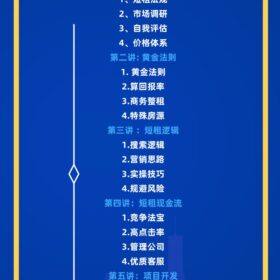 2、市场调研
3、自我评估
4、价格体系
第二讲:黄金法则
1.黄金法则
2.算回报率
3.商务整租
4.特殊房源
第三讲：短租逻辑
1.搜索逻辑
2.营销思路
3.实操技巧
4.规避风险
第四讲：短租现金流
1.竞争法宝
2.高点击率
3.管理公司
4.优质客服
第五讲：项目开发